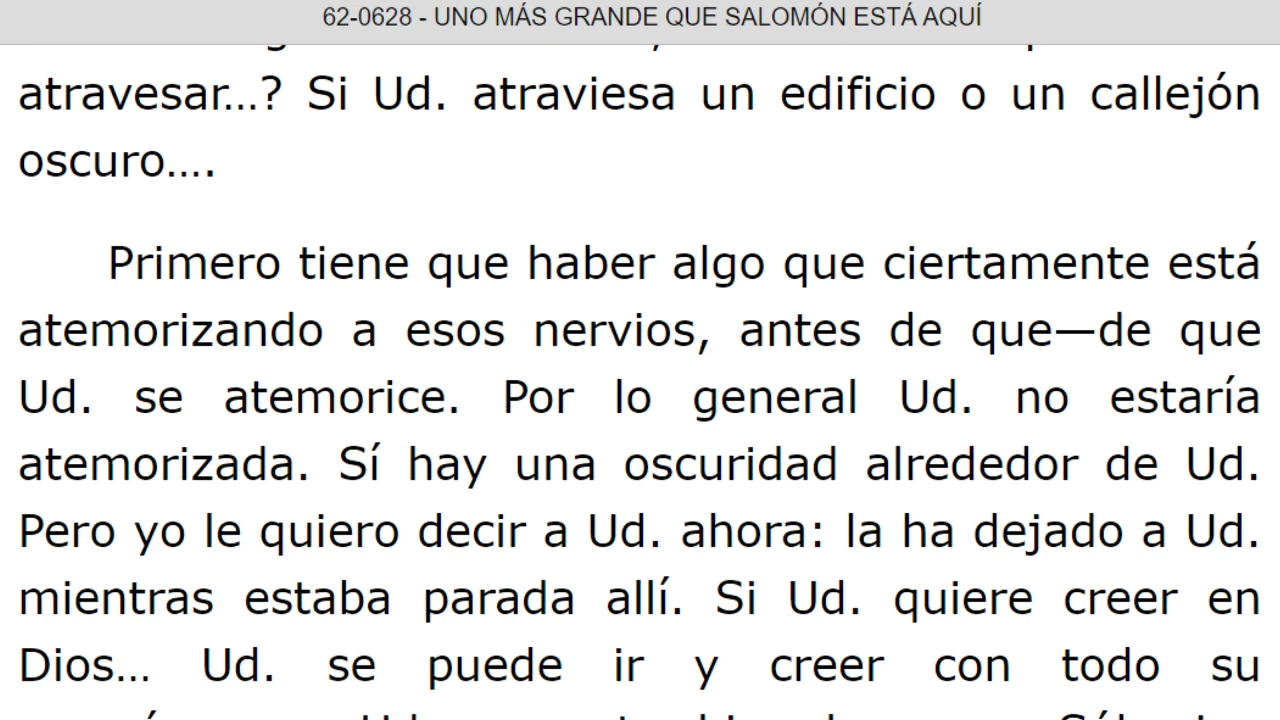 62-0628 - UNO MÁS GRANDE QUE SALOMÓN ESTÁ AQUÍ
atravesar…? Si Ud. atraviesa un edificio o un callejón
oscuro….
Primero tiene que haber algo que ciertamente está
atemorizando a esos nervios, antes de que—de que
Ud. se atemorice. Por lo general Ud. no estaría
atemorizada. Sí hay una oscuridad alrededor de Ud.
Pero yo le quiero decir a Ud. ahora: la ha dejado a Ud.
mientras estaba parada allí. Si Ud. quiere creer en
Dios… Ud. se puede ir y creer con todo su